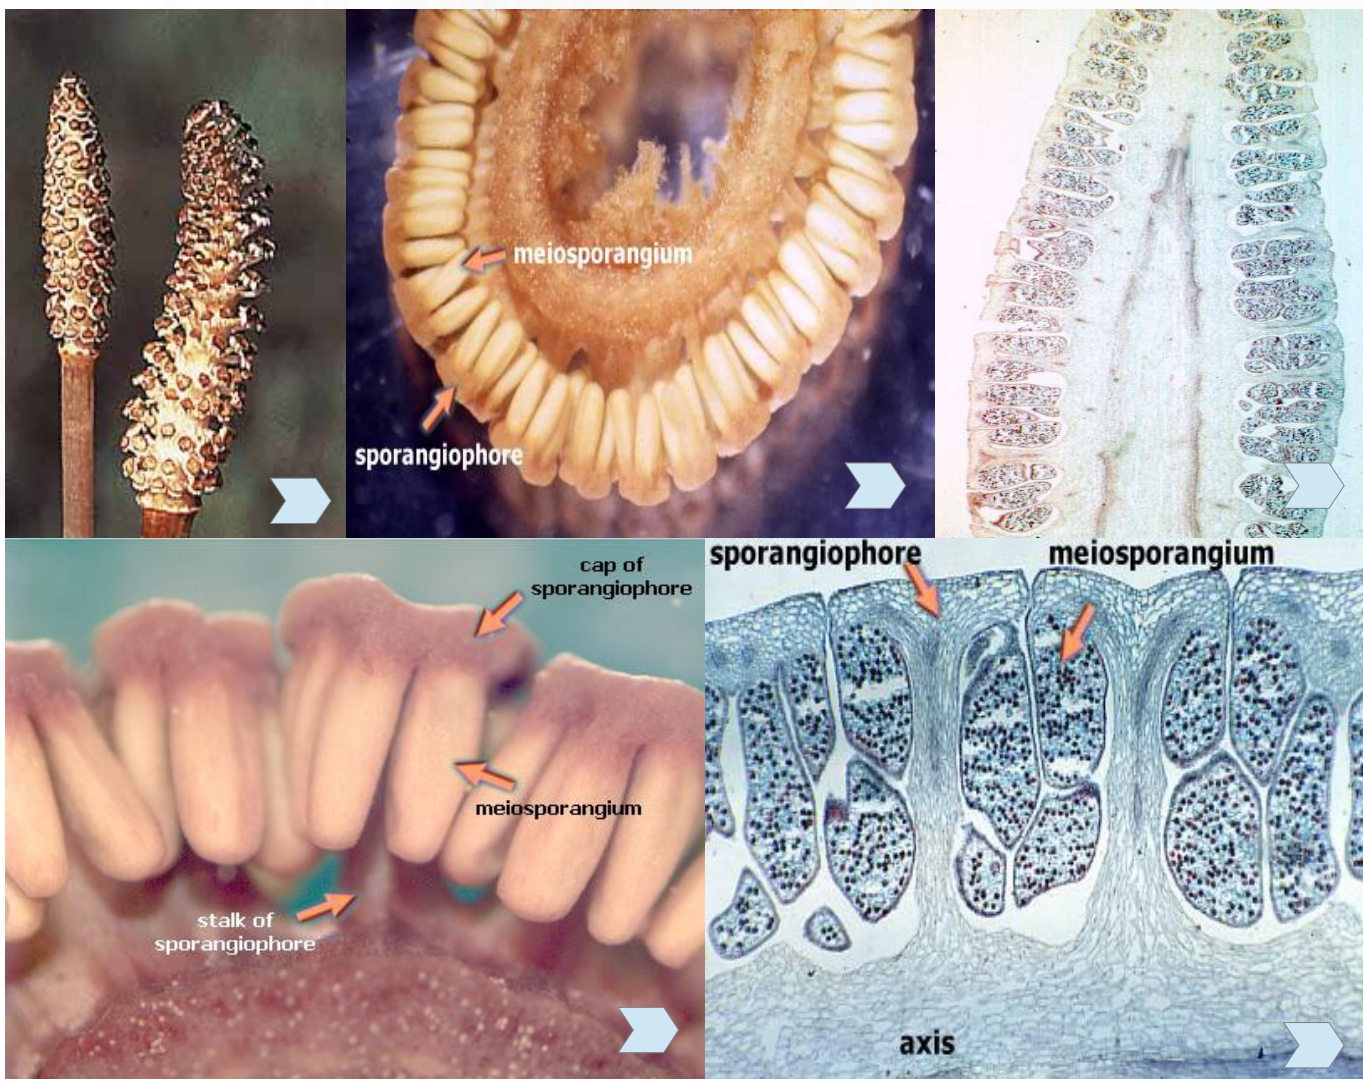 meiosporangium
sporangiophore
cap of
sporangiophore
meiosporangium
stalk of
sporangiophore
sporangiophore
meiosporangium
axis